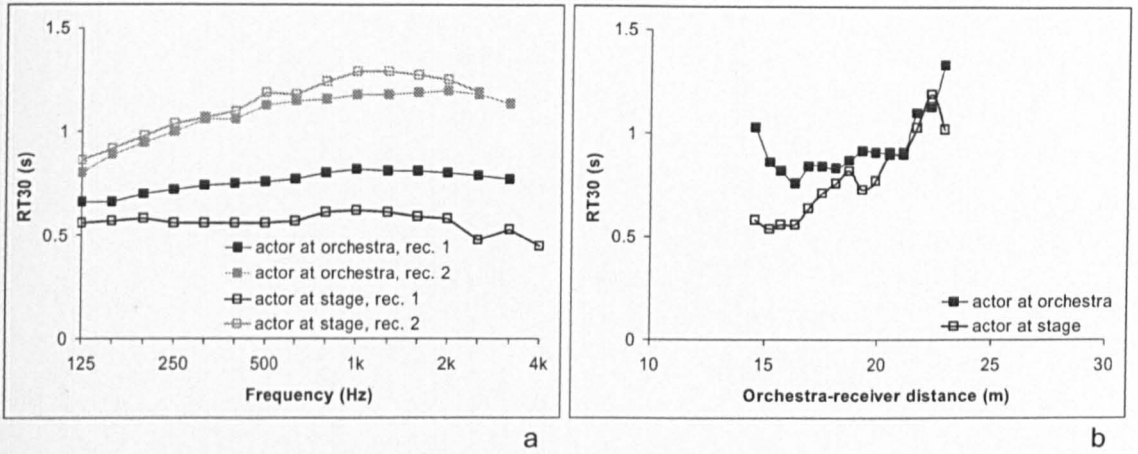 1.5
1
0.5
0
RT30 (s)
125 250 500 1k 2k 4k
Frequency (Hz)
actor at orchestra, rec. 1
actor at orchestra, rec. 2
actor at stage, rec. 1
actor at stage, rec. 2
a
1.5
1
0.5
0
RT30 (s)
10 15 20 25 30
Orchestra-receiver distance (m)
actor at orchestra
actor at stage
b